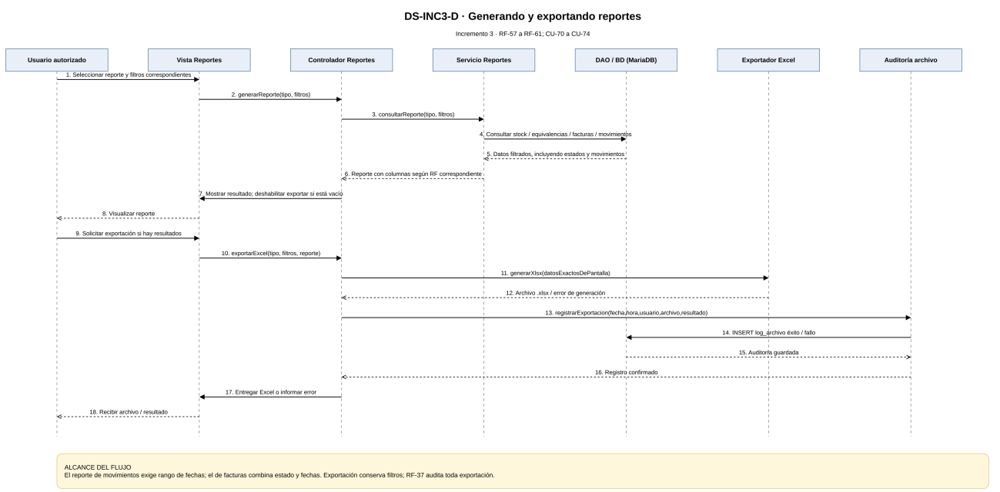 DS-INC3-D · Generando y exportando reportes
Incremento 3 · RF-57 a RF-61; CU-70 a CU-74
Usuario autorizado
Vista Reportes
Controlador Reportes
Servicio Reportes
DAO / BD (MariaDB)
Exportador Excel
Auditoría archivo
1. Seleccionar reporte y filtros correspondientes
2. generarReporte(tipo, filtros)
3. consultarReporte(tipo, filtros)
4. Consultar stock / equivalencias / facturas / movimientos
5. Datos filtrados, incluyendo estados y movimientos
6. Reporte con columnas según RF correspondiente
7. Mostrar resultado; deshabilitar exportar si está vacío
8. Visualizar reporte
9. Solicitar exportación si hay resultados
10. exportarExcel(tipo, filtros, reporte)
11. generarXlsx(datosExactosDePantalla)
12. Archivo .xlsx / error de generación
13. registrarExportacion(fecha,hora,usuario,archivo,resultado)
14. INSERT log_archivo éxito / fallo
15. Auditoría guardada
16. Registro confirmado
17. Entregar Excel o informar error
18. Recibir archivo / resultado
ALCANCE DEL FLUJO
El reporte de movimientos exige rango de fechas; el de facturas combina estado y fechas. Exportación conserva filtros; RF-37 audita toda exportación.